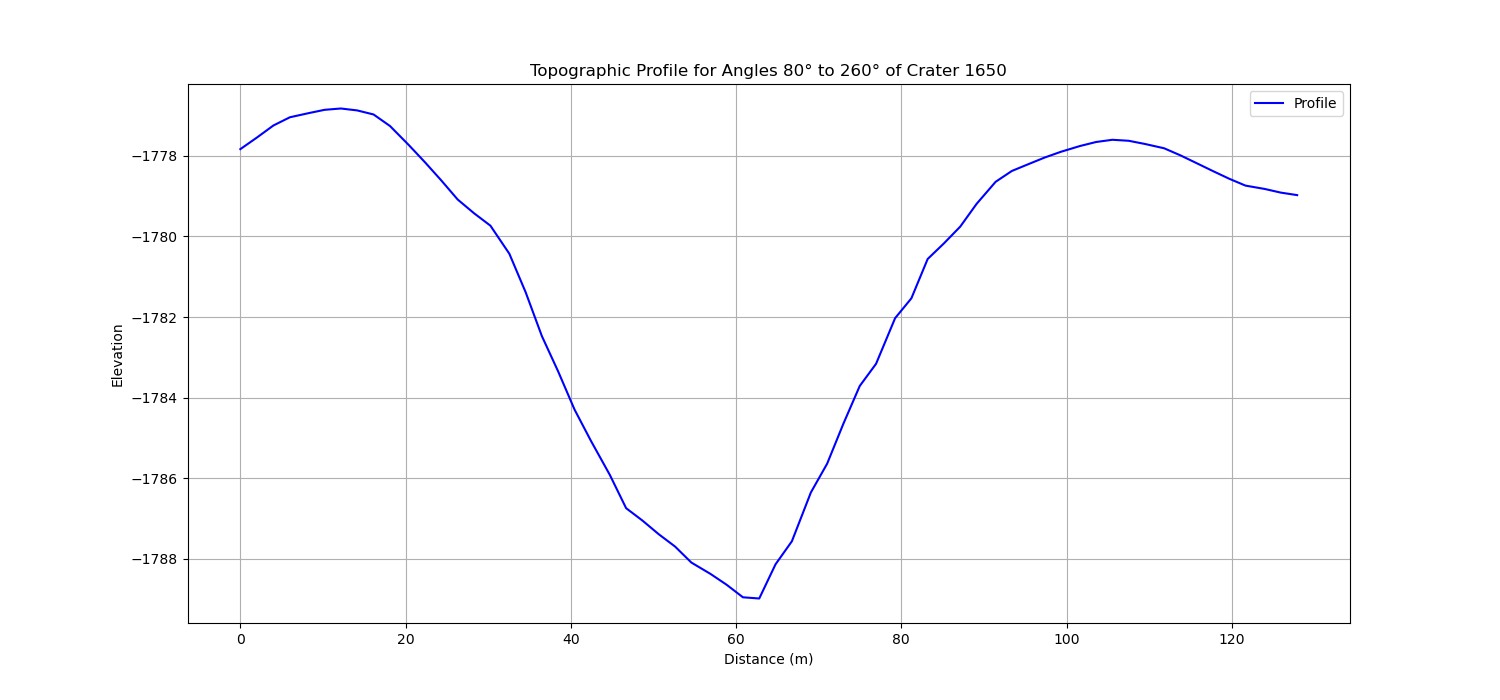 Topographic Profile for Angles 80° to 260° of Crater 1650
Profile
−1778
−1780
−1782
−1784
−1786
−1788
Elevation
0 20 40 60 80 100 120
Distance (m)